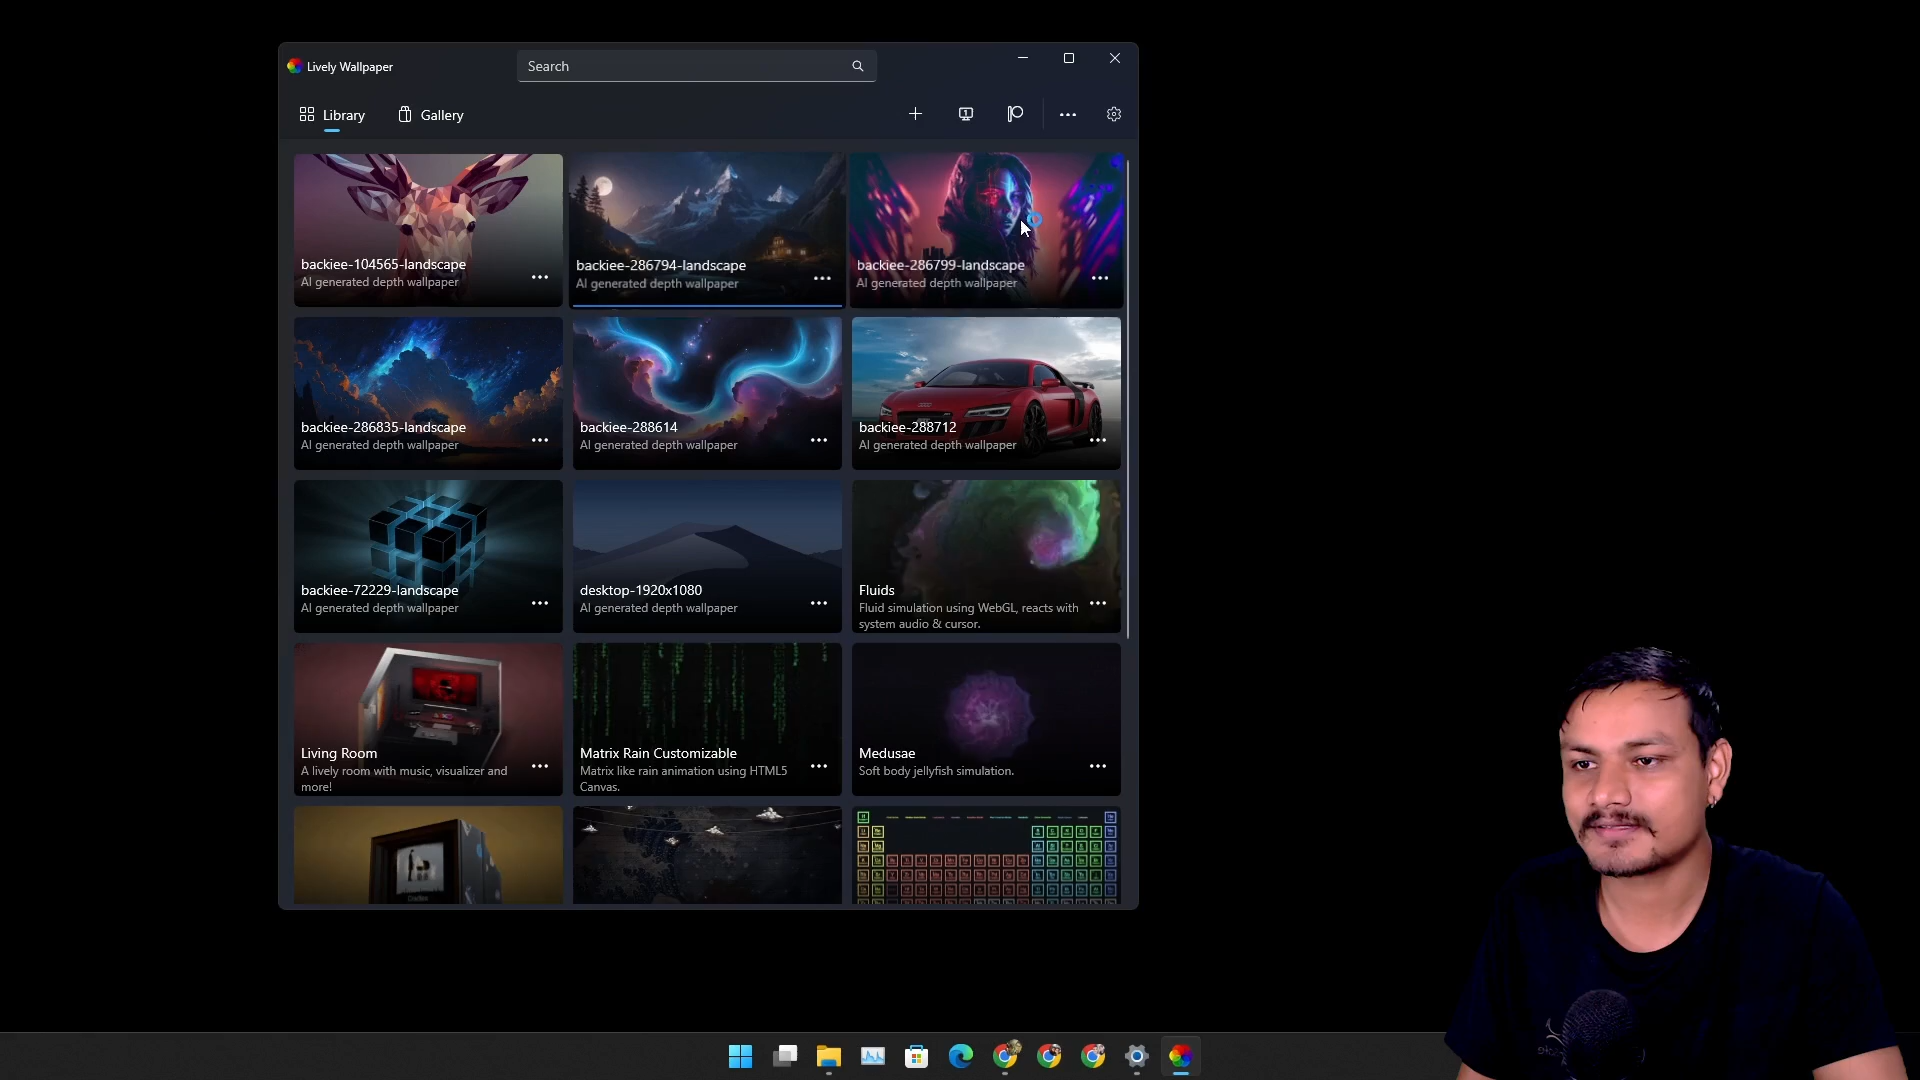 Lively Wallpaper
Search
Library
Gallery
backiee-104565-landscape
AI generated depth wallpaper
backiee-286794-landscape
AI generated depth wallpaper
backiee-286799-landscape
AI generated depth wallpaper
backiee-286835-landscape
AI generated depth wallpaper
backiee-288614
AI generated depth wallpaper
backiee-288712
AI generated depth wallpaper
backiee-72229-landscape
AI generated depth wallpaper
desktop-1920x1080
AI generated depth wallpaper
Fluids
Fluid simulation using WebGL, reacts with
system audio & cursor.
Living Room
A lively room with music, visualizer and
more!
Matrix Rain Customizable
Matrix like rain animation using HTML5
Canvas.
Medusae
Soft body jellyfish simulation.